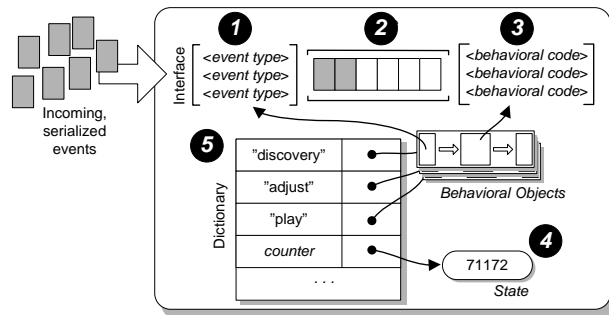 1
2
3
Interface
<event type>
<event type>
<event type>
<behavioral code>
<behavioral code>
<behavioral code>
Incoming,
serialized
events
5
Dictionary
"discovery"
"adjust"
"play"
counter
. . .
Behavioral Objects
4
71172
State